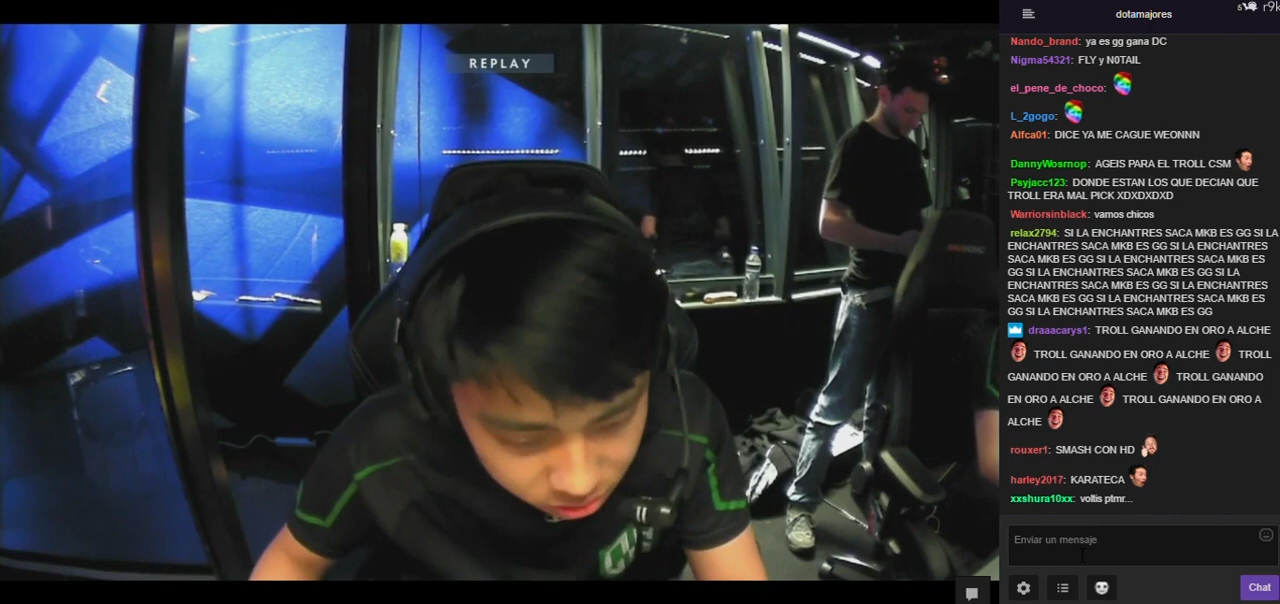 REPLAY
dotamajores
r9k
Nando_brand: ya es gg gana DC
Nigma54321: FLY y N0TAIL
el_pene_de_choco:
L_2gogo:
Alfca01: DICE YA ME CAGUE WEONNN
DannyWosrnop: AGEIS PARA EL TROLL CSM
Psyjacc123: DONDE ESTAN LOS QUE DECIAN QUE
TROLL ERA MAL PICK XDXDXDXD
Warriorsinblack: vamos chicos
relax2794: SI LA ENCHANTRES SACA MKB ES GG SI LA
ENCHANTRES SACA MKB ES GG SI LA ENCHANTRES
SACA MKB ES GG SI LA ENCHANTRES SACA MKB ES
GG SI LA ENCHANTRES SACA MKB ES GG SI LA
ENCHANTRES SACA MKB ES GG SI LA ENCHANTRES
SACA MKB ES GG SI LA ENCHANTRES SACA MKB ES
GG SI LA ENCHANTRES SACA MKB ES GG
draaacarys1: TROLL GANANDO EN ORO A ALCHE
TROLL GANANDO EN ORO A ALCHE TROLL
GANANDO EN ORO A ALCHE TROLL GANANDO
EN ORO A ALCHE TROLL GANANDO EN ORO A
ALCHE
rouxer1: SMASH CON HD
harley2017: KARATECA
xxshura10xx: voltis ptmr...
Enviar un mensaje
Chat